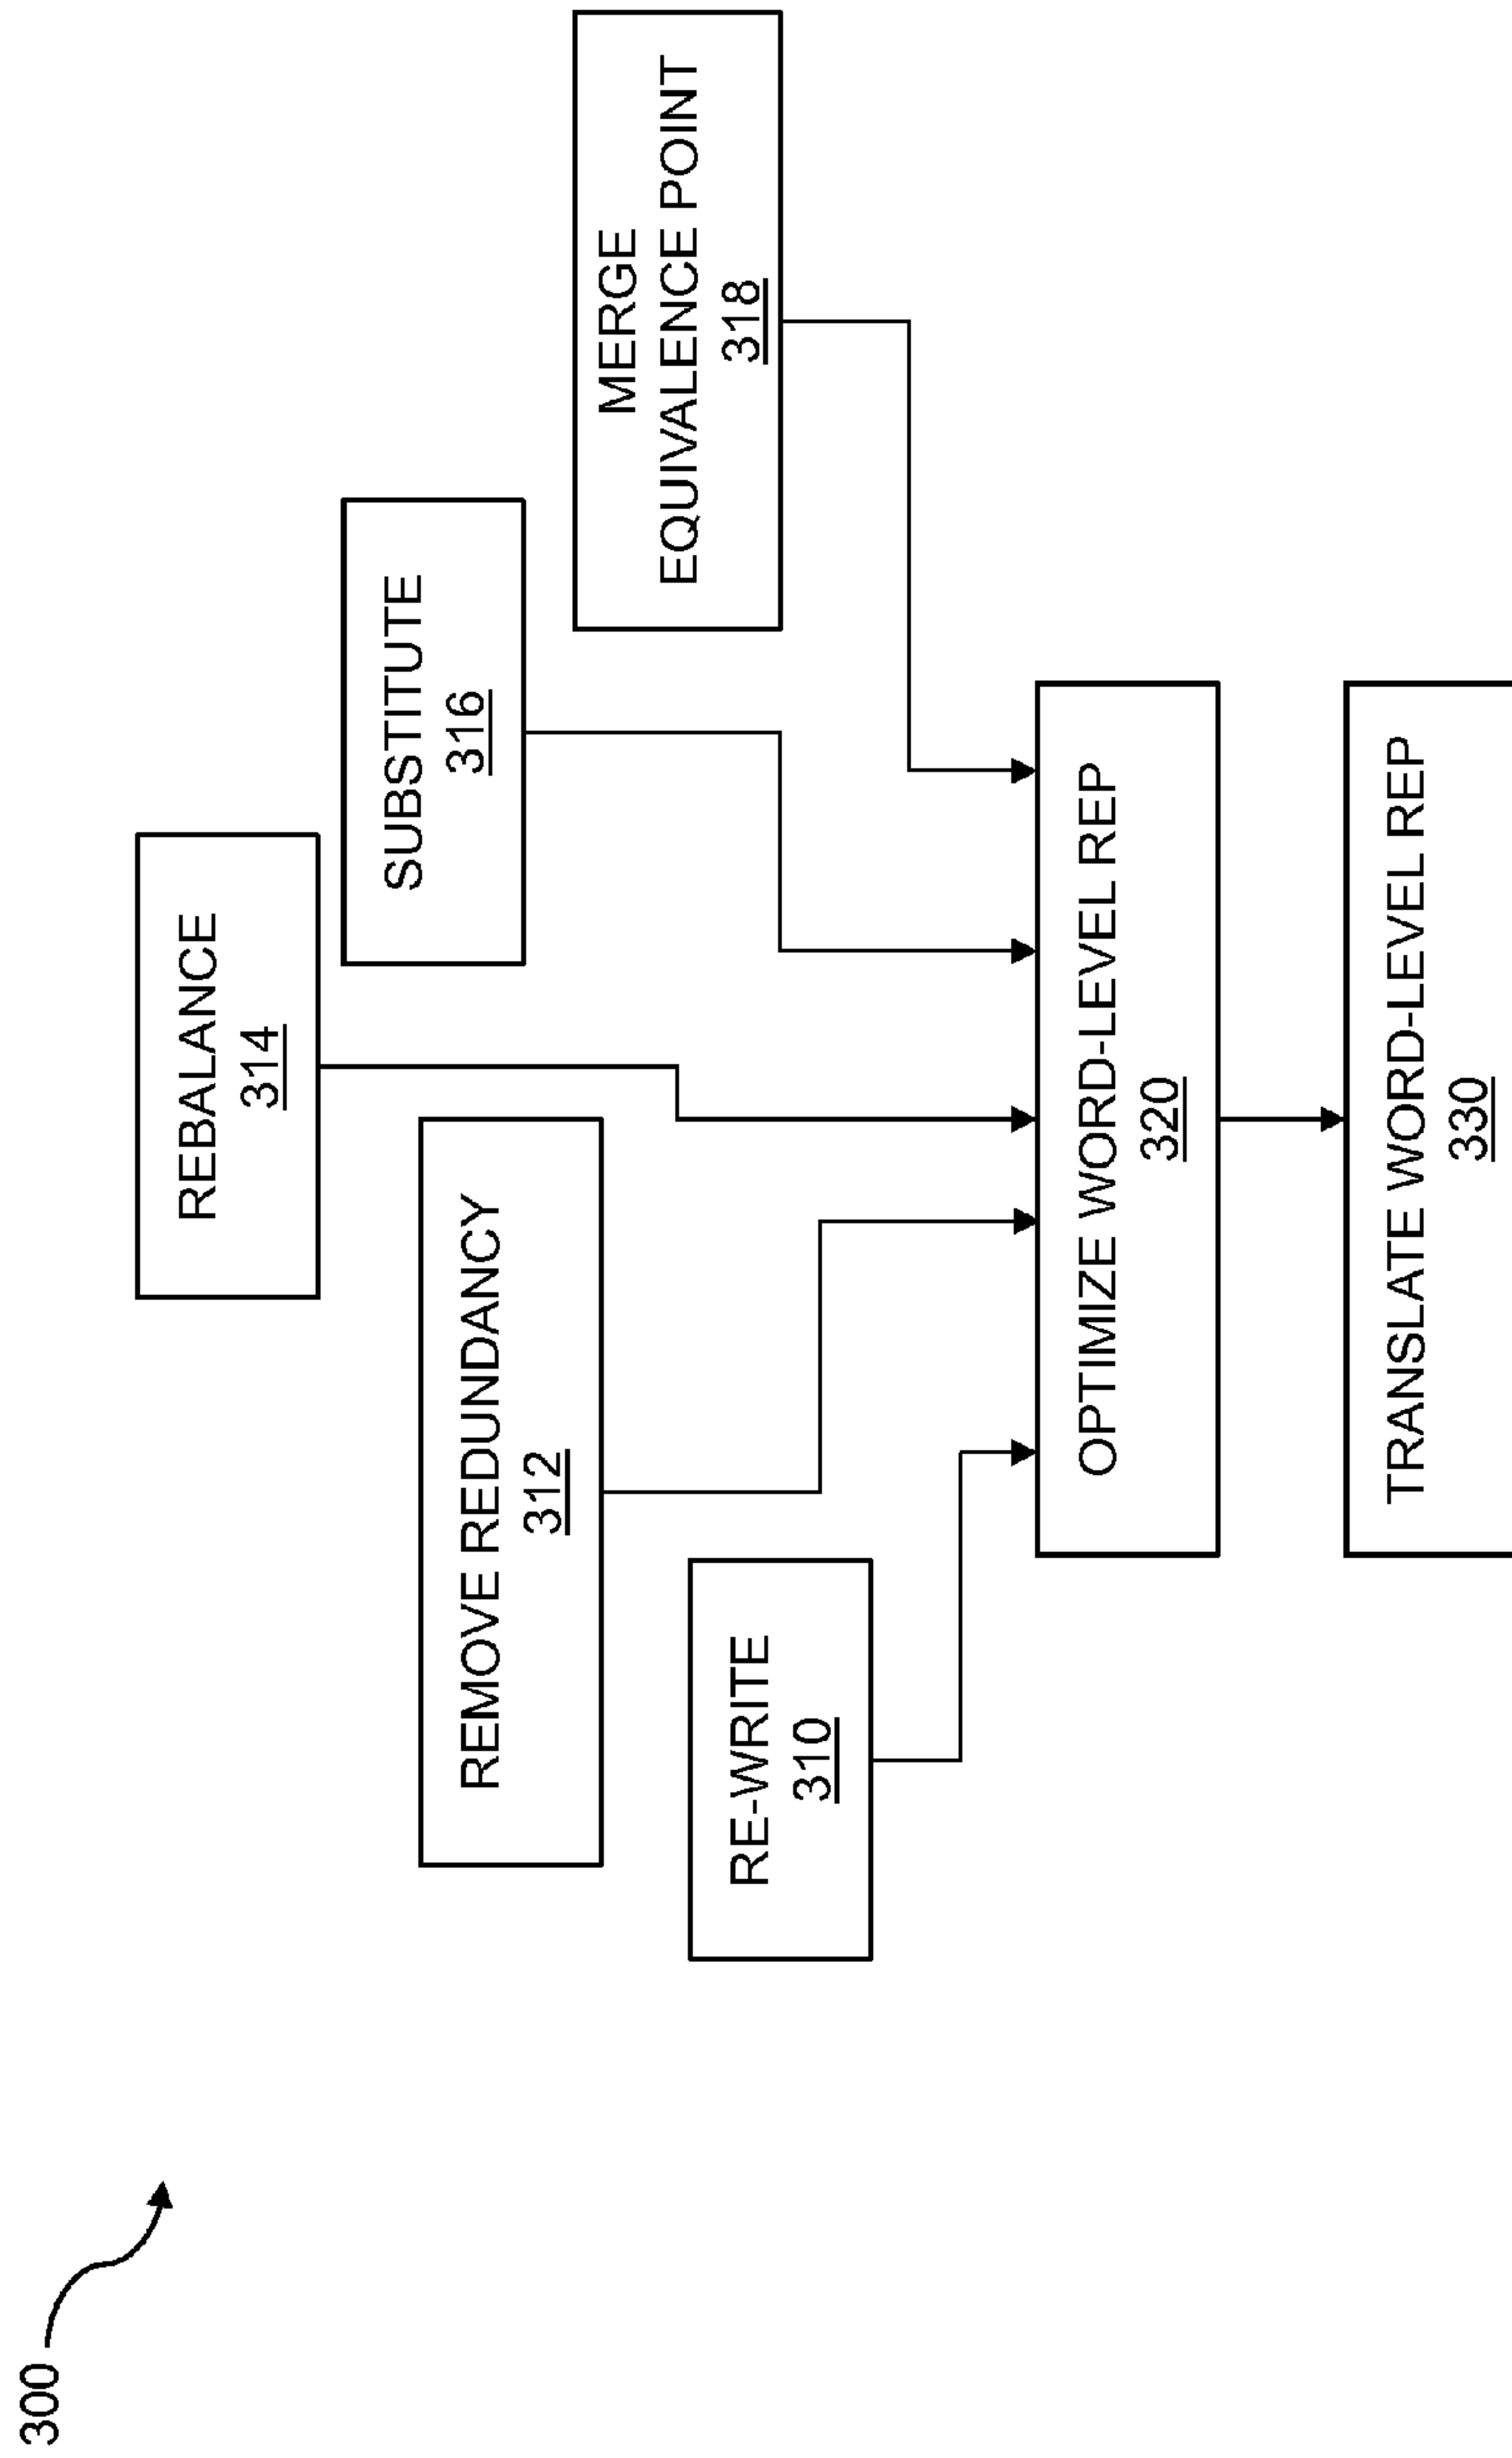 300
REBALANCE
314
SUBSTITUTE
316
REMOVE REDUNDANCY
312
MERGE
EQUIVALENCE POINT
318
RE-WRITE
310
OPTIMIZE WORD-LEVEL REP
320
TRANSLATE WORD-LEVEL REP
330